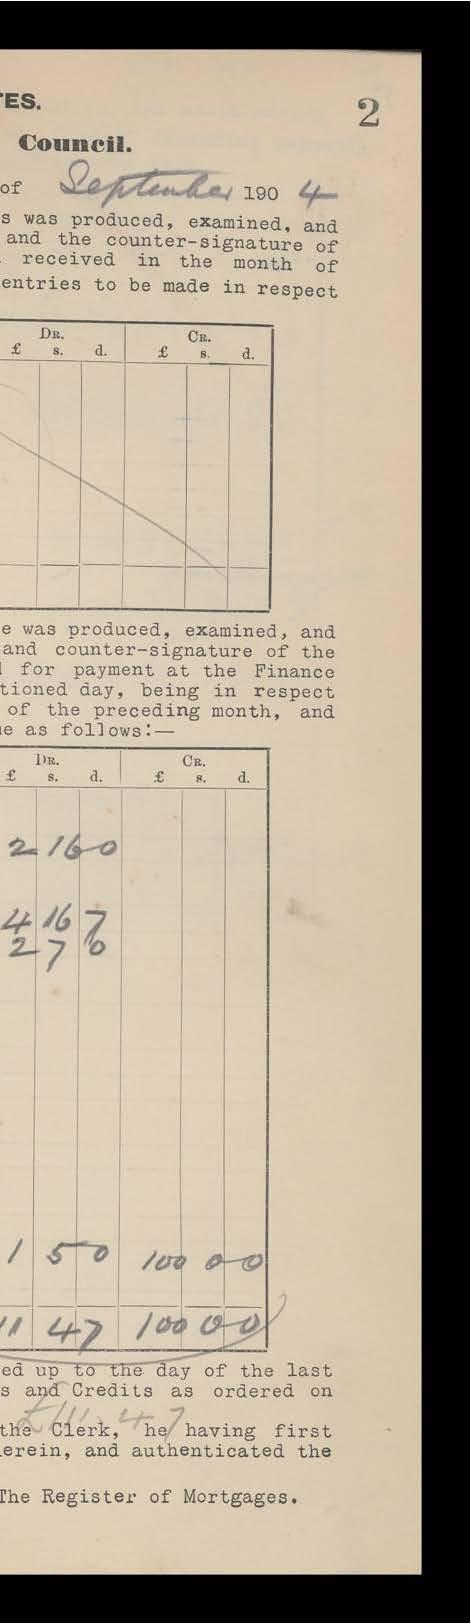 TES.
2
Council.
of September 190 4
s was produced, examined, and
and the counter-signature of
received in the month of
entries to be made in respect
DR. CR.
£ s. d. £ s. d.
e was produced, examined, and
and counter-signature of the
d for payment at the Finance
tioned day, being in respect
of the preceding month, and
e as follows:—
DR. CR.
£ s. d. £ s. d.
2 16 0
4 16 7
2 7 6
1 5 0 100 0 0
11 4 7 100 0 0
ed up to the day of the last
s and Credits as ordered on
£111. 4 7
the Clerk, he having first
erein, and authenticated the
The Register of Mortgages.